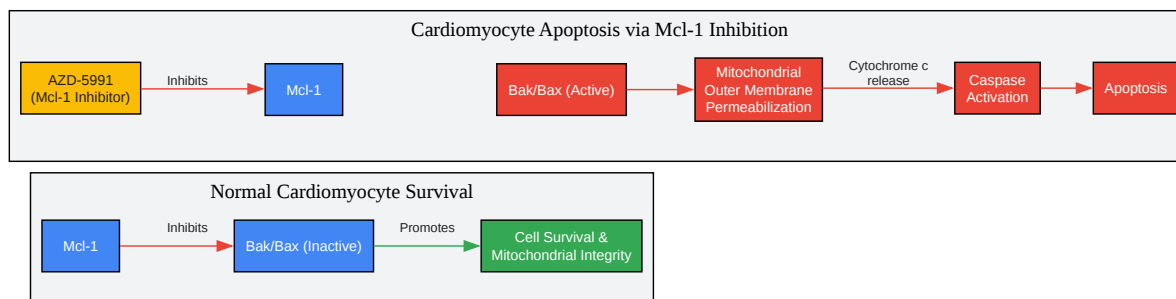 Cardiomyocyte Apoptosis via Mcl-1 Inhibition
AZD-5991
(Mcl-1 Inhibitor)
Inhibits
Mcl-1
Bak/Bax (Active)
Mitochondrial
Outer Membrane
Permeabilization
Cytochrome c
release
Caspase
Activation
Apoptosis
Normal Cardiomyocyte Survival
Mcl-1
Inhibits
Bak/Bax (Inactive)
Promotes
Cell Survival &
Mitochondrial Integrity